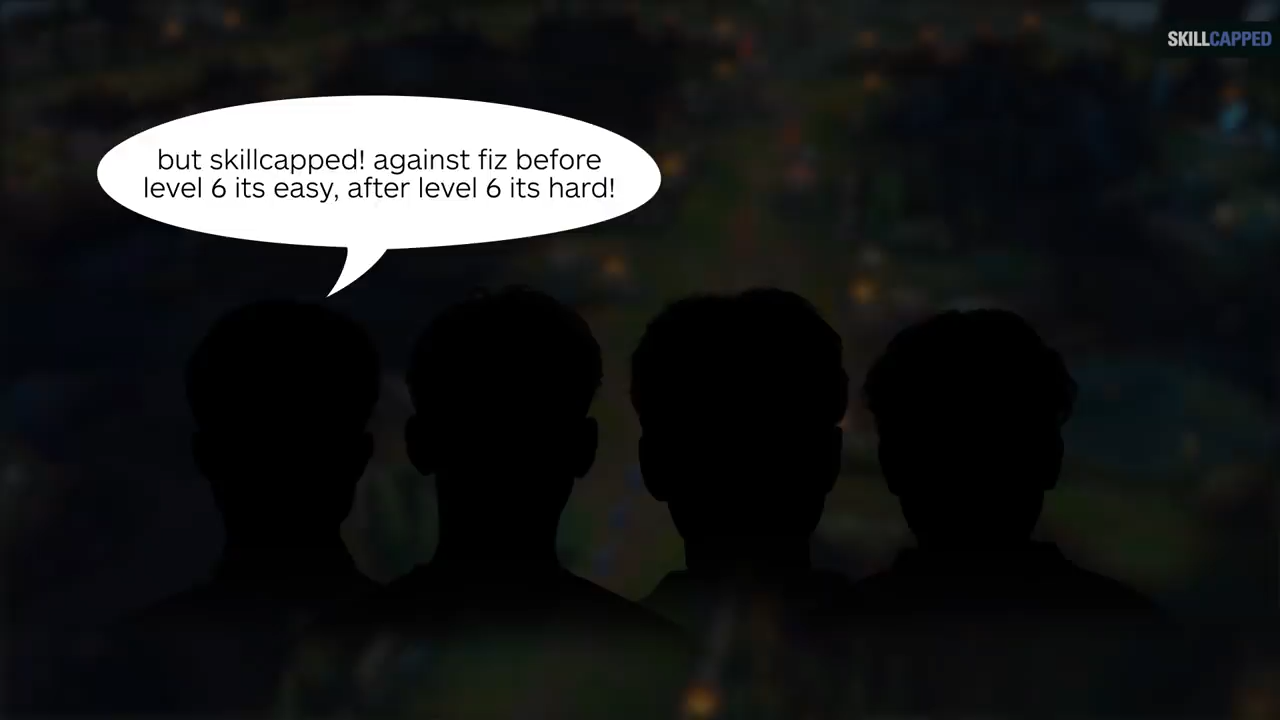 SKILLCAPPED
but skillcapped! against fiz before
level 6 its easy, after level 6 its hard!